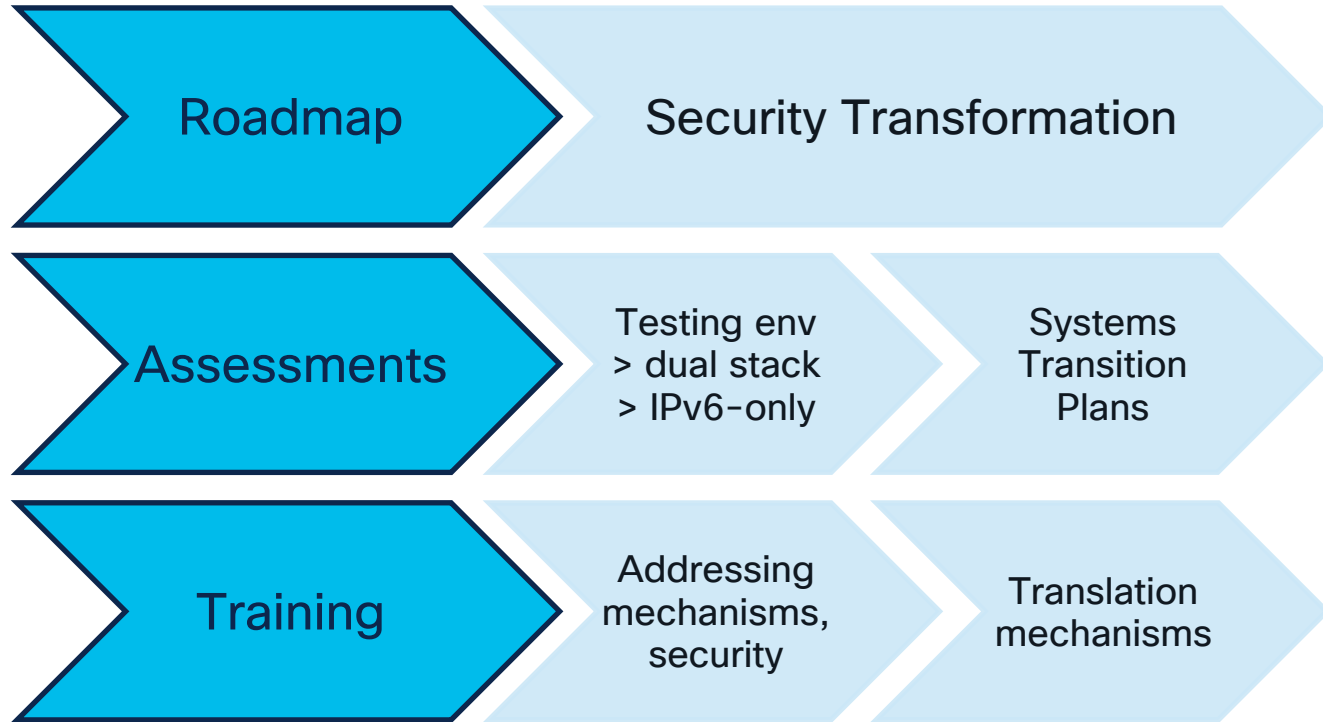 Roadmap
Security Transformation
Assessments
Testing env
> dual stack
> IPv6-only
Systems
Transition
Plans
Training
Addressing
mechanisms,
security
Translation
mechanisms